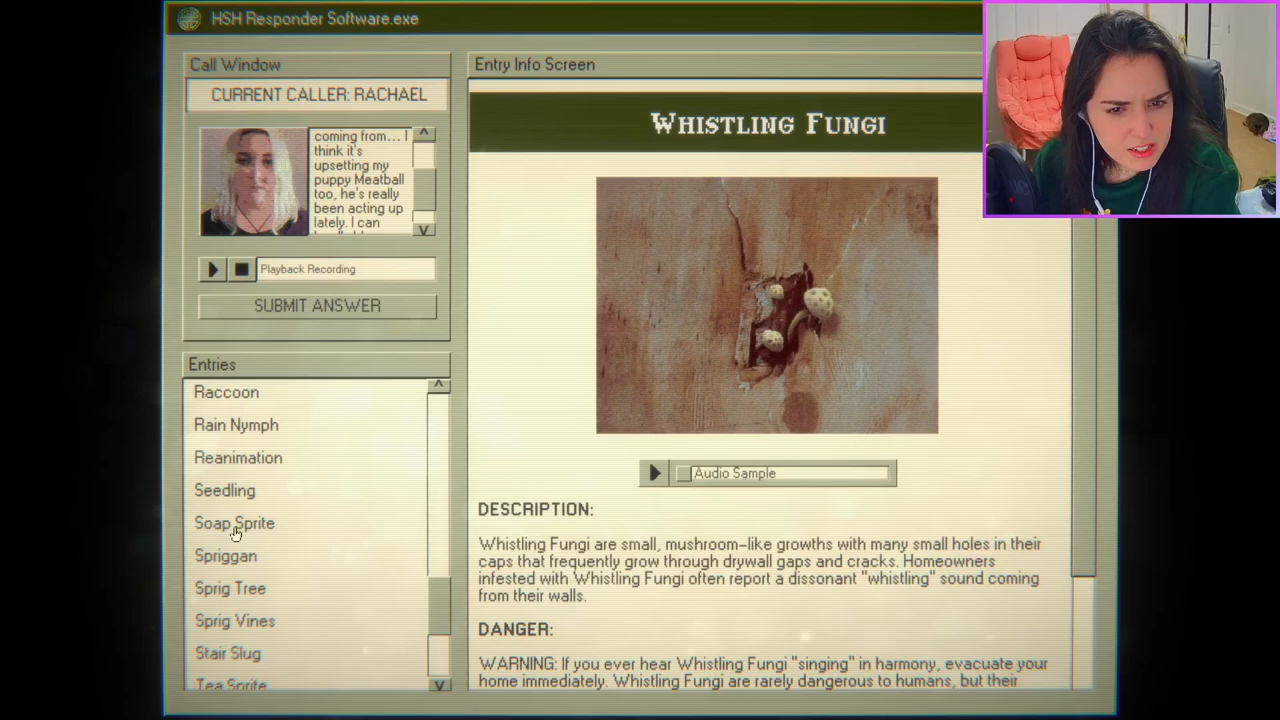 HSH Responder Software.exe
Call Window
CURRENT CALLER: RACHAEL
coming from... I
think it's
upsetting my
puppy Meatball
too, he's really
been acting up
lately. I can
Playback Recording
SUBMIT ANSWER
Entries
Raccoon
Rain Nymph
Reanimation
Seedling
Soap Sprite
Spriggan
Sprig Tree
Sprig Vines
Stair Slug
Tea Sprite
Entry Info Screen
WHISTLING FUNGI
Audio Sample
DESCRIPTION:
Whistling Fungi are small, mushroom-like growths with many small holes in their
caps that frequently grow through drywall gaps and cracks. Homeowners
infested with Whistling Fungi often report a dissonant "whistling" sound coming
from their walls.
DANGER:
WARNING: If you ever hear Whistling Fungi "singing" in harmony, evacuate your
home immediately. Whistling Fungi are rarely dangerous to humans, but their